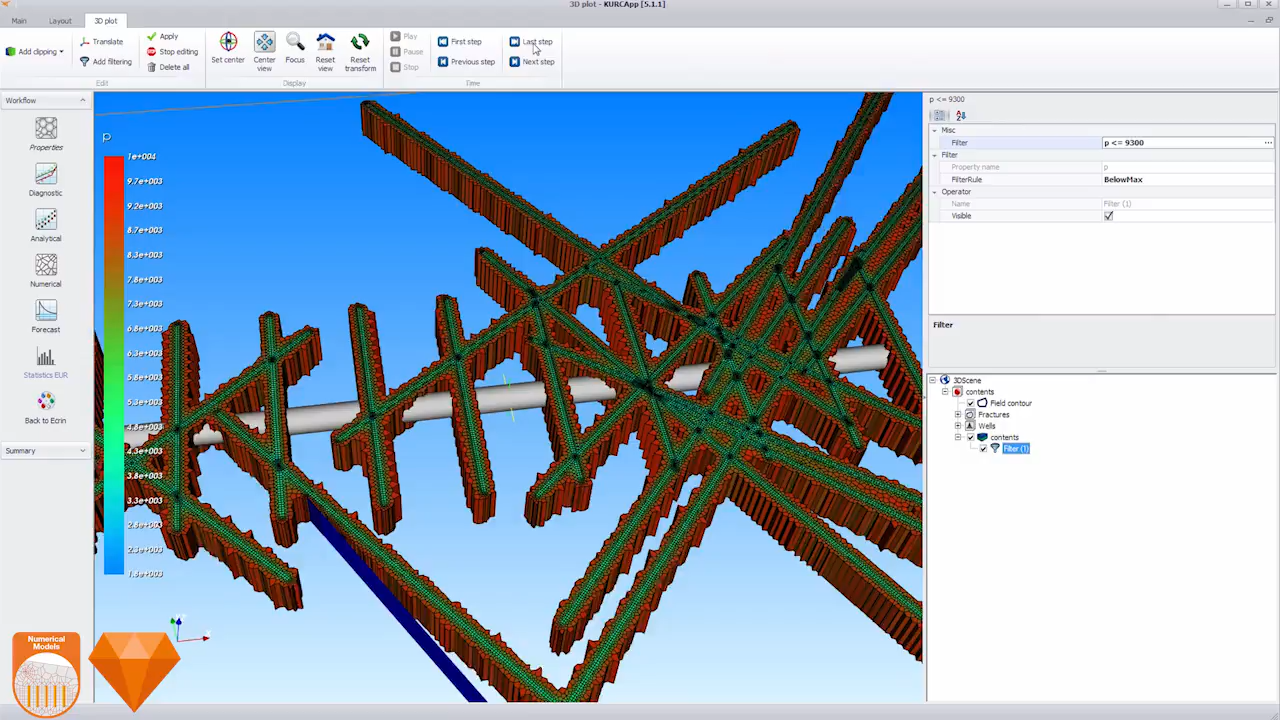 3D plot - KURCApp [5.1.1]
Main
Layout
3D plot
Add clipping
Translate
Add filtering
Apply
Stop editing
Delete all
Edit
Set center
Center view
Focus
Reset view
Reset transform
Display
Play
Pause
Stop
First step
Previous step
Last step
Next step
Time
Workflow
Properties
Diagnostic
Analytical
Numerical
Forecast
Statistics EUR
Back to Ecrin
Summary
p
1e+004
9.7e+003
9.2e+003
8.7e+003
8.3e+003
7.8e+003
7.3e+003
6.8e+003
6.3e+003
5.8e+003
5.3e+003
4.8e+003
4.3e+003
3.8e+003
3.3e+003
2.8e+003
2.3e+003
1.8e+003
Numerical
Models
p <= 9300
Misc
Filter p <= 9300
Filter
Property name p
FilterRule BelowMax
Operator
Name Filter (1)
Visible
Filter
3DScene
contents
Field contour
Fractures
Wells
contents
Filter (1)